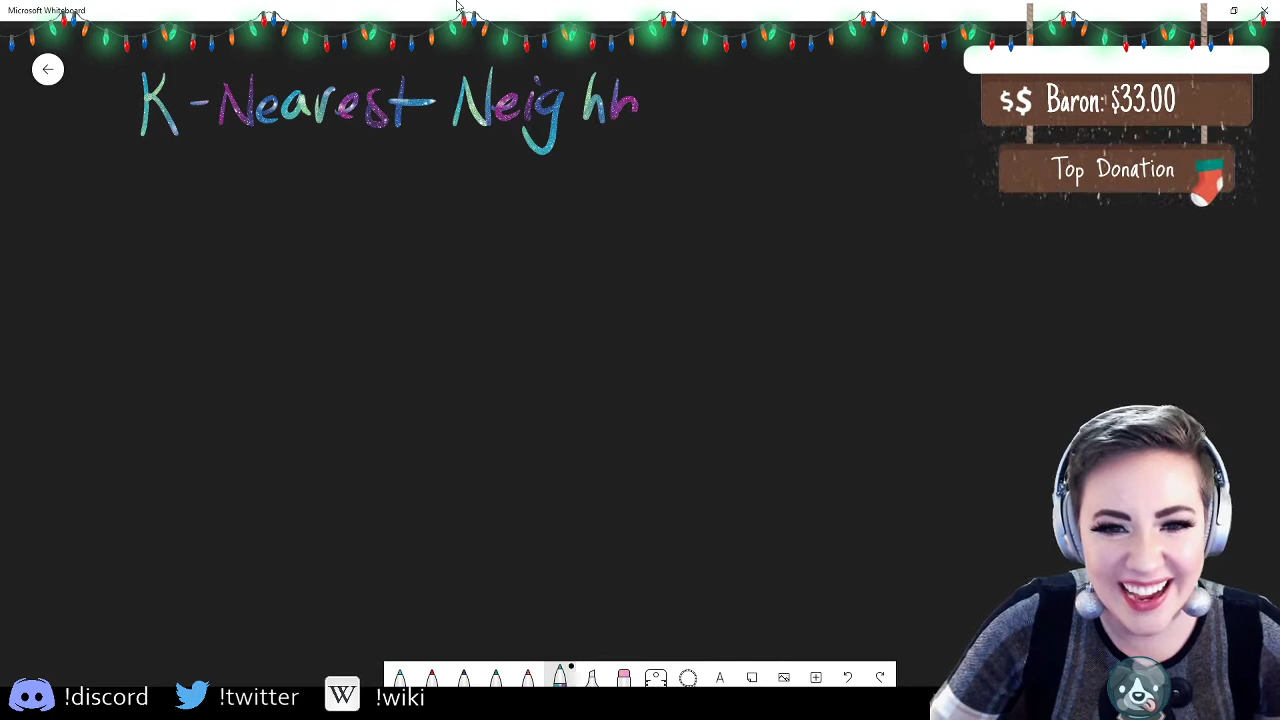 Microsoft Whiteboard
K-Nearest Neighh
$$ Baron: $33.00
Top Donation
!discord
!twitter
W !wiki